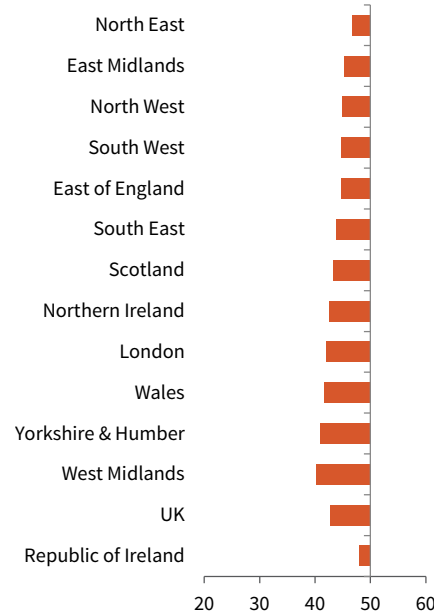 North East
East Midlands
North West
South West
East of England
South East
Scotland
Northern Ireland
London
Wales
Yorkshire & Humber
West Midlands
UK
Republic of Ireland
20 30 40 50 60